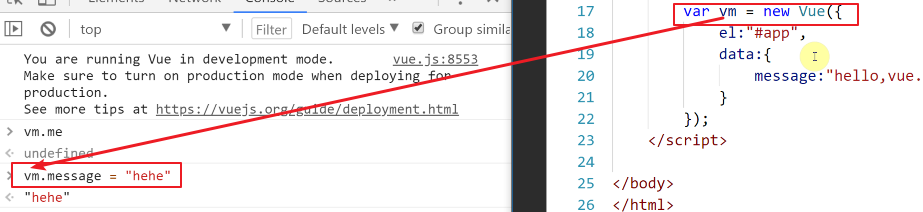 Elements
Console
Sources
top
Filter
Default levels ▼
Group simila
You are running Vue in development mode. vue.js:8553
Make sure to turn on production mode when deploying for
production.
See more tips at https://vuejs.org/guide/deployment.html
> vm.me
<· undefined
> vm.message = "hehe"
<· "hehe"
17 var vm = new Vue({
18 el:"#app",
19 data:{
20 message:"hello,vue.
21 }
22 });
23 </script>
24
25 </body>
26 </html>